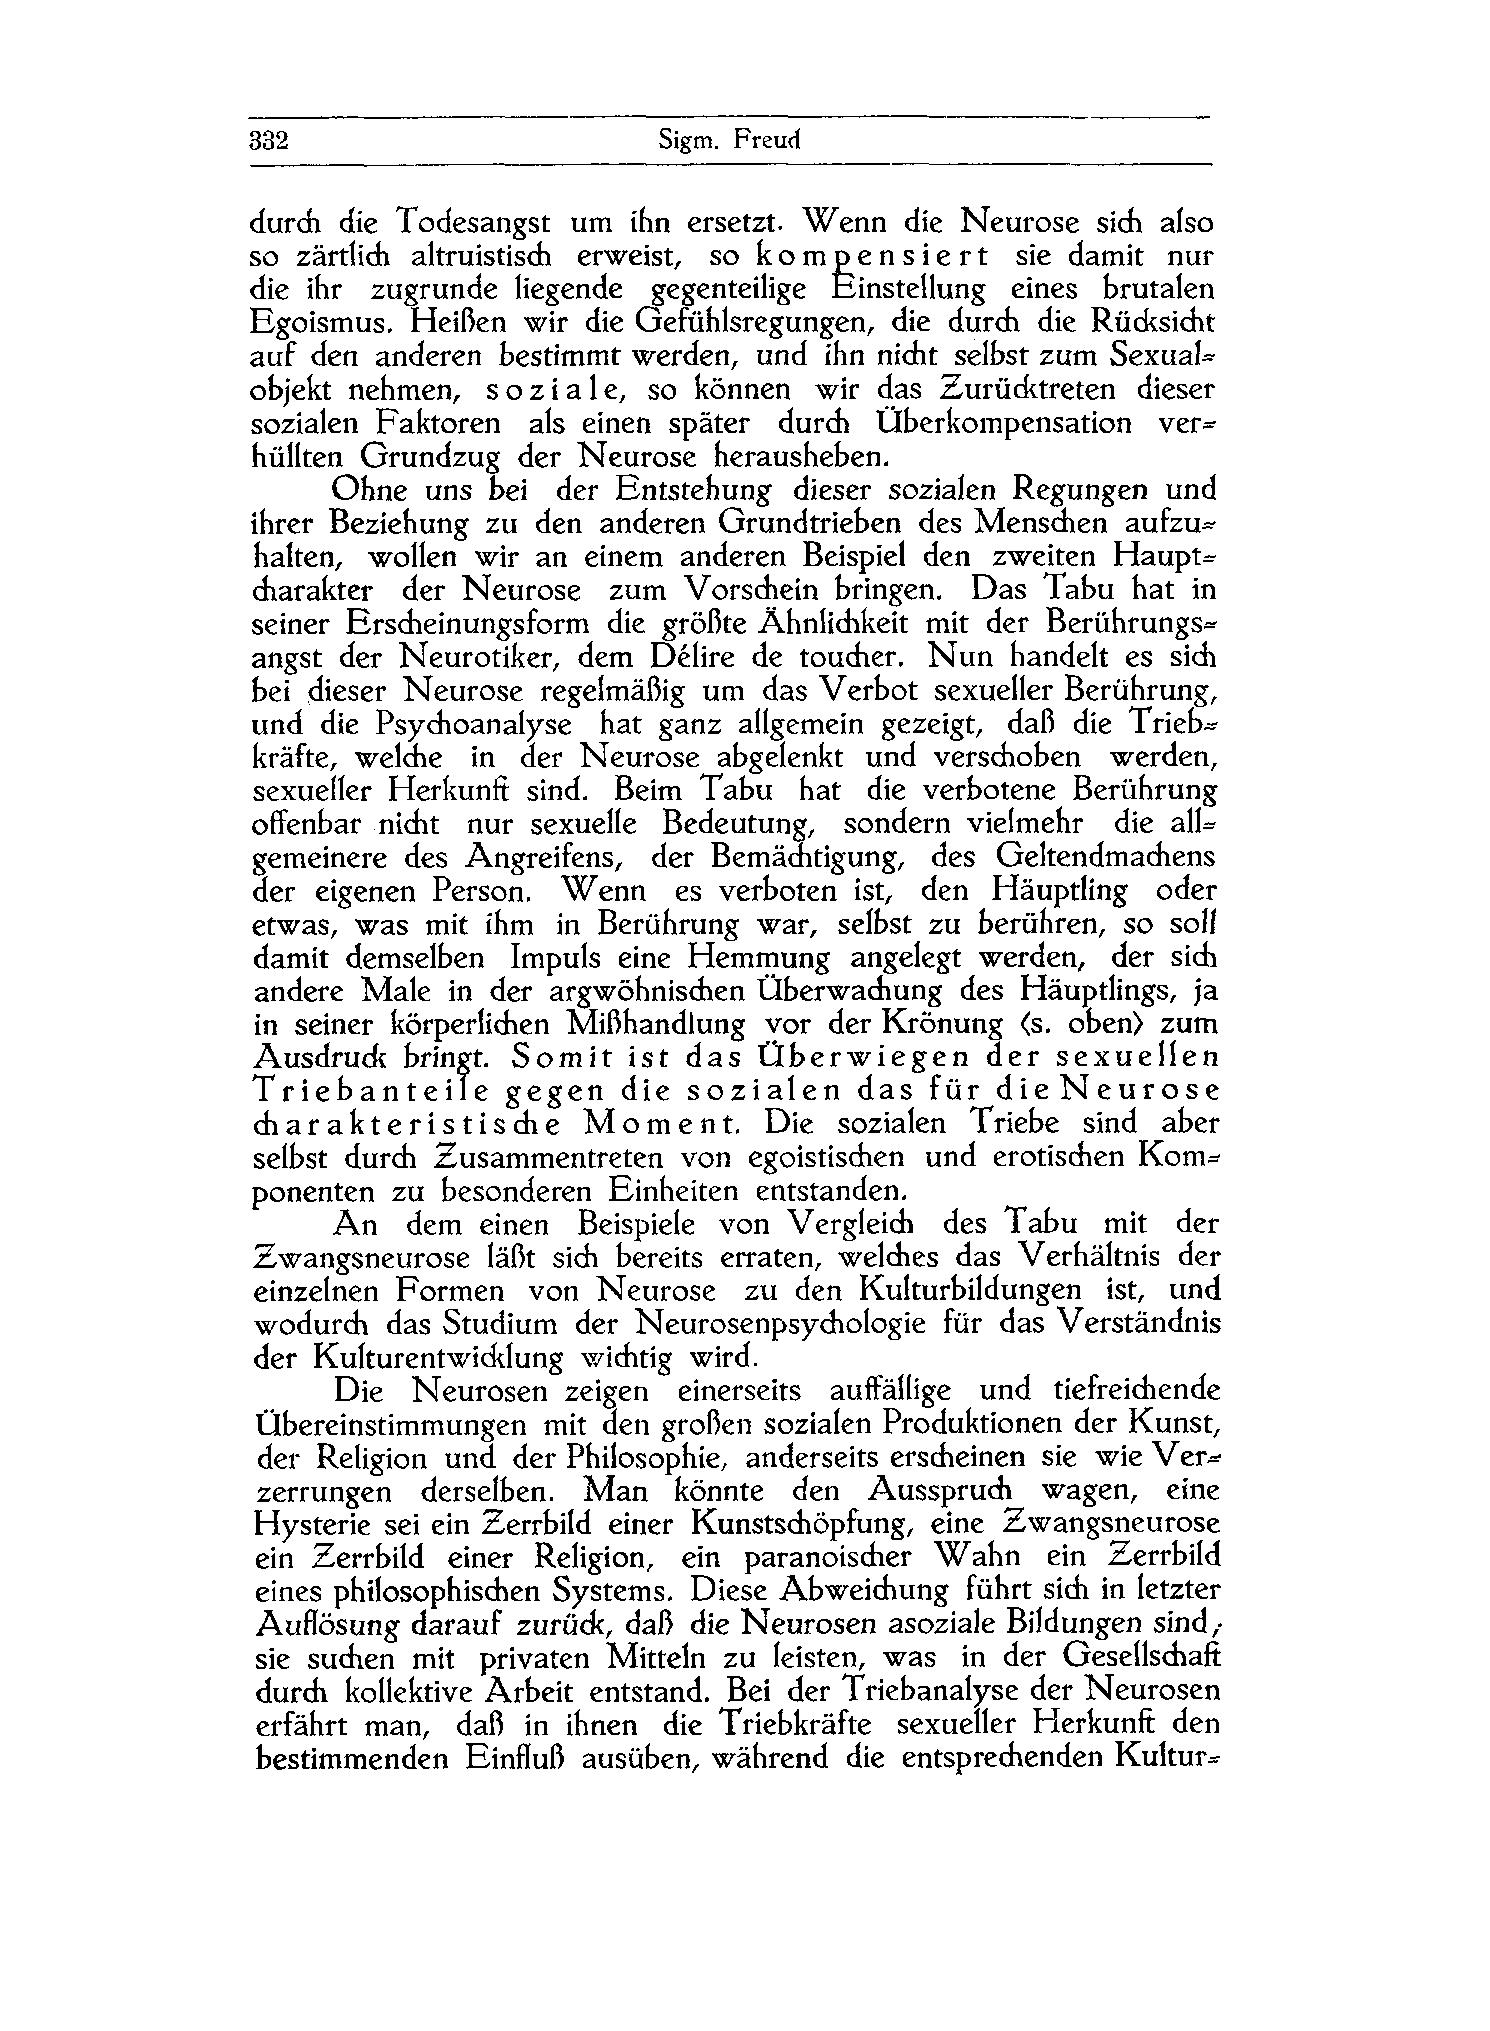 332 Sigm. Freud
durch die Todesangst um ihn ersetzt. Wenn die Neurose sich also
so zärtlich altruistisch erweist, so kompensiert sie damit nur
die ihr zugrunde liegende gegenteilige Einstellung eines brutalen
Egoismus. Heißen wir die Gefühlsregungen, die durch die Rücksicht
auf den anderen bestimmt werden, und ihn nicht selbst zum Sexual-
objekt nehmen, soziale, so können wir das Zurücktreten dieser
sozialen Faktoren als einen später durch Überkompensation ver-
hüllten Grundzug der Neurose herausheben.
Ohne uns bei der Entstehung dieser sozialen Regungen und
ihrer Beziehung zu den anderen Grundtrieben des Menschen aufzu-
halten, wollen wir an einem anderen Beispiel den zweiten Haupt-
charakter der Neurose zum Vorschein bringen. Das Tabu hat in
seiner Erscheinungsform die größte Ähnlichkeit mit der Berührungs-
angst der Neurotiker, dem Délire de toucher. Nun handelt es sich
bei dieser Neurose regelmäßig um das Verbot sexueller Berührung,
und die Psychoanalyse hat ganz allgemein gezeigt, daß die Trieb-
kräfte, welche in der Neurose abgelenkt und verschoben werden,
sexueller Herkunft sind. Beim Tabu hat die verbotene Berührung
offenbar nicht nur sexuelle Bedeutung, sondern vielmehr die all-
gemeinere des Angreifens, der Bemächtigung, des Geltendmachens
der eigenen Person. Wenn es verboten ist, den Häuptling oder
etwas, was mit ihm in Berührung war, selbst zu berühren, so soll
damit demselben Impuls eine Hemmung angelegt werden, der sich
andere Male in der argwöhnischen Überwachung des Häuptlings, ja
in seiner körperlichen Mißhandlung vor der Krönung (s. oben) zum
Ausdruck bringt. Somit ist das Überwiegen der sexuellen
Triebanteile gegen die sozialen das für die Neurose
charakteristische Moment. Die sozialen Triebe sind aber
selbst durch Zusammentreten von egoistischen und erotischen Kom-
ponenten zu besonderen Einheiten entstanden.
An dem einen Beispiele von Vergleich des Tabu mit der
Zwangsneurose läßt sich bereits erraten, welches das Verhältnis der
einzelnen Formen von Neurose zu den Kulturbildungen ist, und
wodurch das Studium der Neurosenpsychologie für das Verständnis
der Kulturentwicklung wichtig wird.
Die Neurosen zeigen einerseits auffällige und tiefreichende
Übereinstimmungen mit den großen sozialen Produktionen der Kunst,
der Religion und der Philosophie, anderseits erscheinen sie wie Ver-
zerrungen derselben. Man könnte den Ausspruch wagen, eine
Hysterie sei ein Zerrbild einer Kunstschöpfung, eine Zwangsneurose
ein Zerrbild einer Religion, ein paranoischer Wahn ein Zerrbild
eines philosophischen Systems. Diese Abweichung führt sich in letzter
Auflösung darauf zurück, daß die Neurosen asoziale Bildungen sind;
sie suchen mit privaten Mitteln zu leisten, was in der Gesellschaft
durch kollektive Arbeit entstand. Bei der Triebanalyse der Neurosen
erfährt man, daß in ihnen die Triebkräfte sexueller Herkunft den
bestimmenden Einfluß ausüben, während die entsprechenden Kultur-